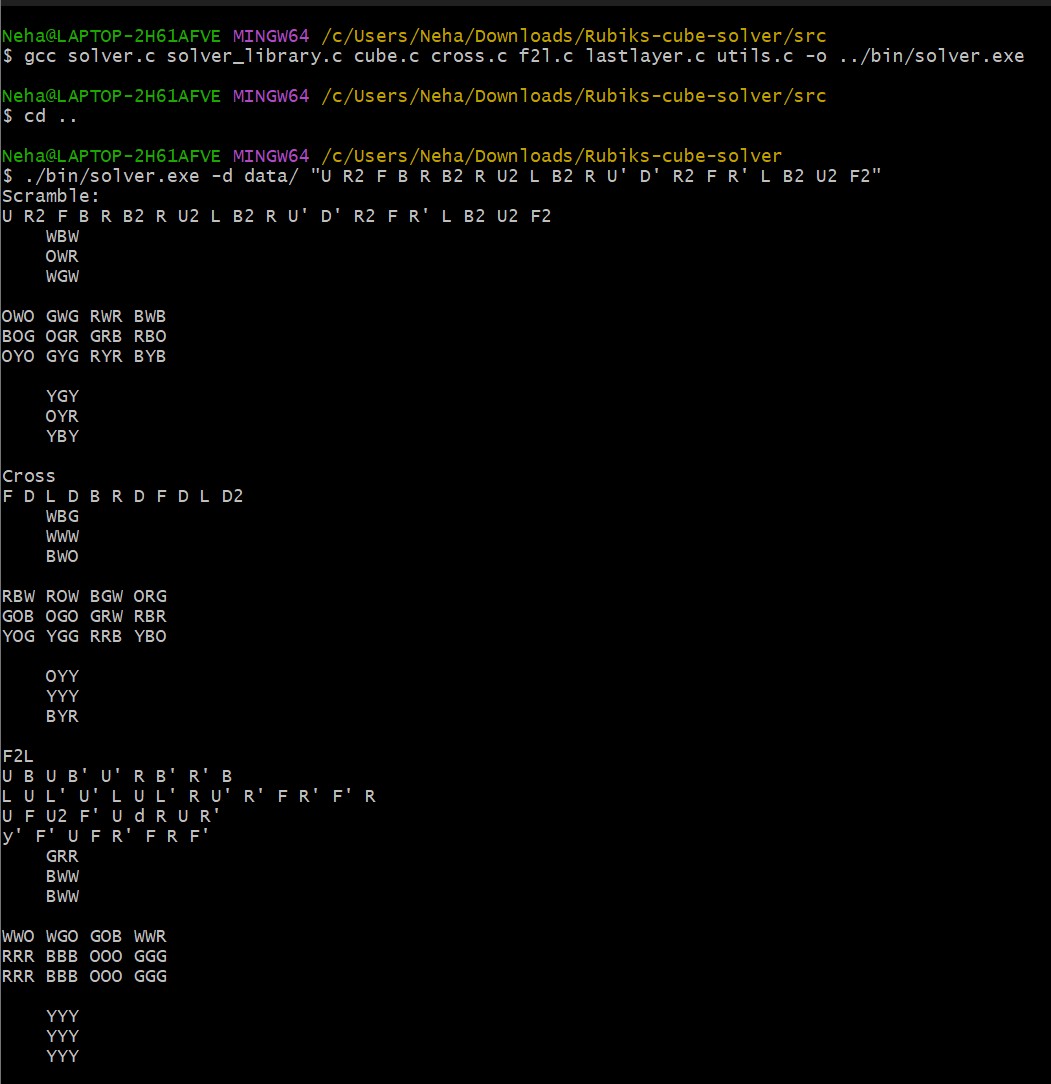 Neha@LAPTOP-2H61AFVE MINGW64 /c/Users/Neha/Downloads/Rubiks-cube-solver/src
$ gcc solver.c solver_library.c cube.c cross.c f2l.c lastlayer.c utils.c -o ../bin/solver.exe

Neha@LAPTOP-2H61AFVE MINGW64 /c/Users/Neha/Downloads/Rubiks-cube-solver/src
$ cd ..

Neha@LAPTOP-2H61AFVE MINGW64 /c/Users/Neha/Downloads/Rubiks-cube-solver
$ ./bin/solver.exe -d data/ "U R2 F B R B2 R U2 L B2 R U' D' R2 F R' L B2 U2 F2"
Scramble:
U R2 F B R B2 R U2 L B2 R U' D' R2 F R' L B2 U2 F2
    WBW
    OWR
    WGW

OWO GWG RWR BWB
BOG OGR GRB RBO
OYO GYG RYR BYB

    YGY
    OYR
    YBY

Cross
F D L D B R D F D L D2
    WBG
    WWW
    BWO

RBW ROW BGW ORG
GOB OGO GRW RBR
YOG YGG RRB YBO

    OYY
    YYY
    BYR

F2L
U B U B' U' R B' R' B
L U L' U' L U L' R U' R' F R' F' R
U F U2 F' U d R U R'
y' F' U F R' F R F'
    GRR
    BWW
    BWW

WWO WGO GOB WWR
RRR BBB OOO GGG
RRR BBB OOO GGG

    YYY
    YYY
    YYY